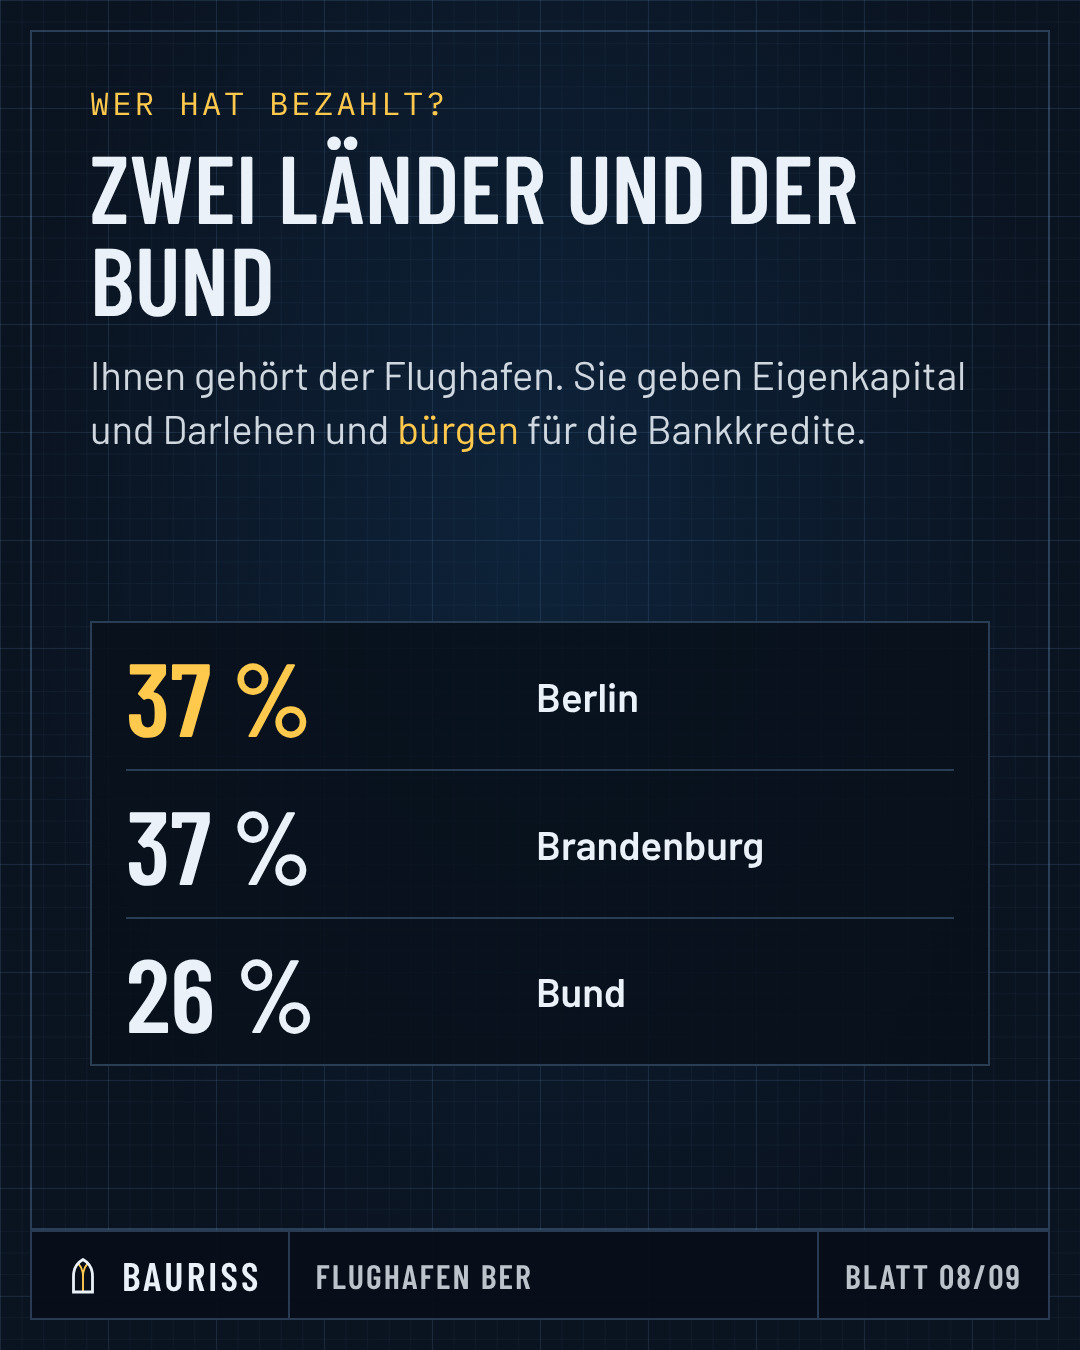 WER HAT BEZAHLT?
ZWEI LÄNDER UND DER
BUND
Ihnen gehört der Flughafen. Sie geben Eigenkapital
und Darlehen und bürgen für die Bankkredite.
37 % Berlin
37 % Brandenburg
26 % Bund
BAURISS FLUGHAFEN BER BLATT 08/09